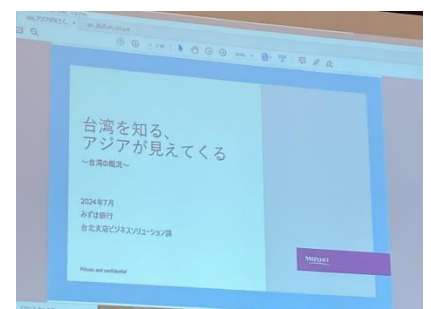 台湾を知る、
アジアが見えてくる
～台湾の概況～
2024年7月
みずほ銀行
台北支店ビジネスソリューション課
MIZUHO
Private and confidential